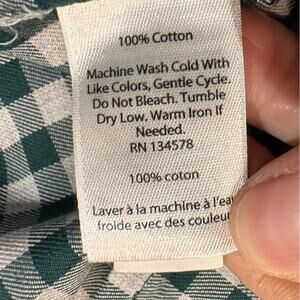 100% Cotton
Machine Wash Cold With
Like Colors, Gentle Cycle.
Do Not Bleach. Tumble
Dry Low. Warm Iron If
Needed.
RN 134578
100% coton
Laver à la machine à l'eau
froide avec des couleur